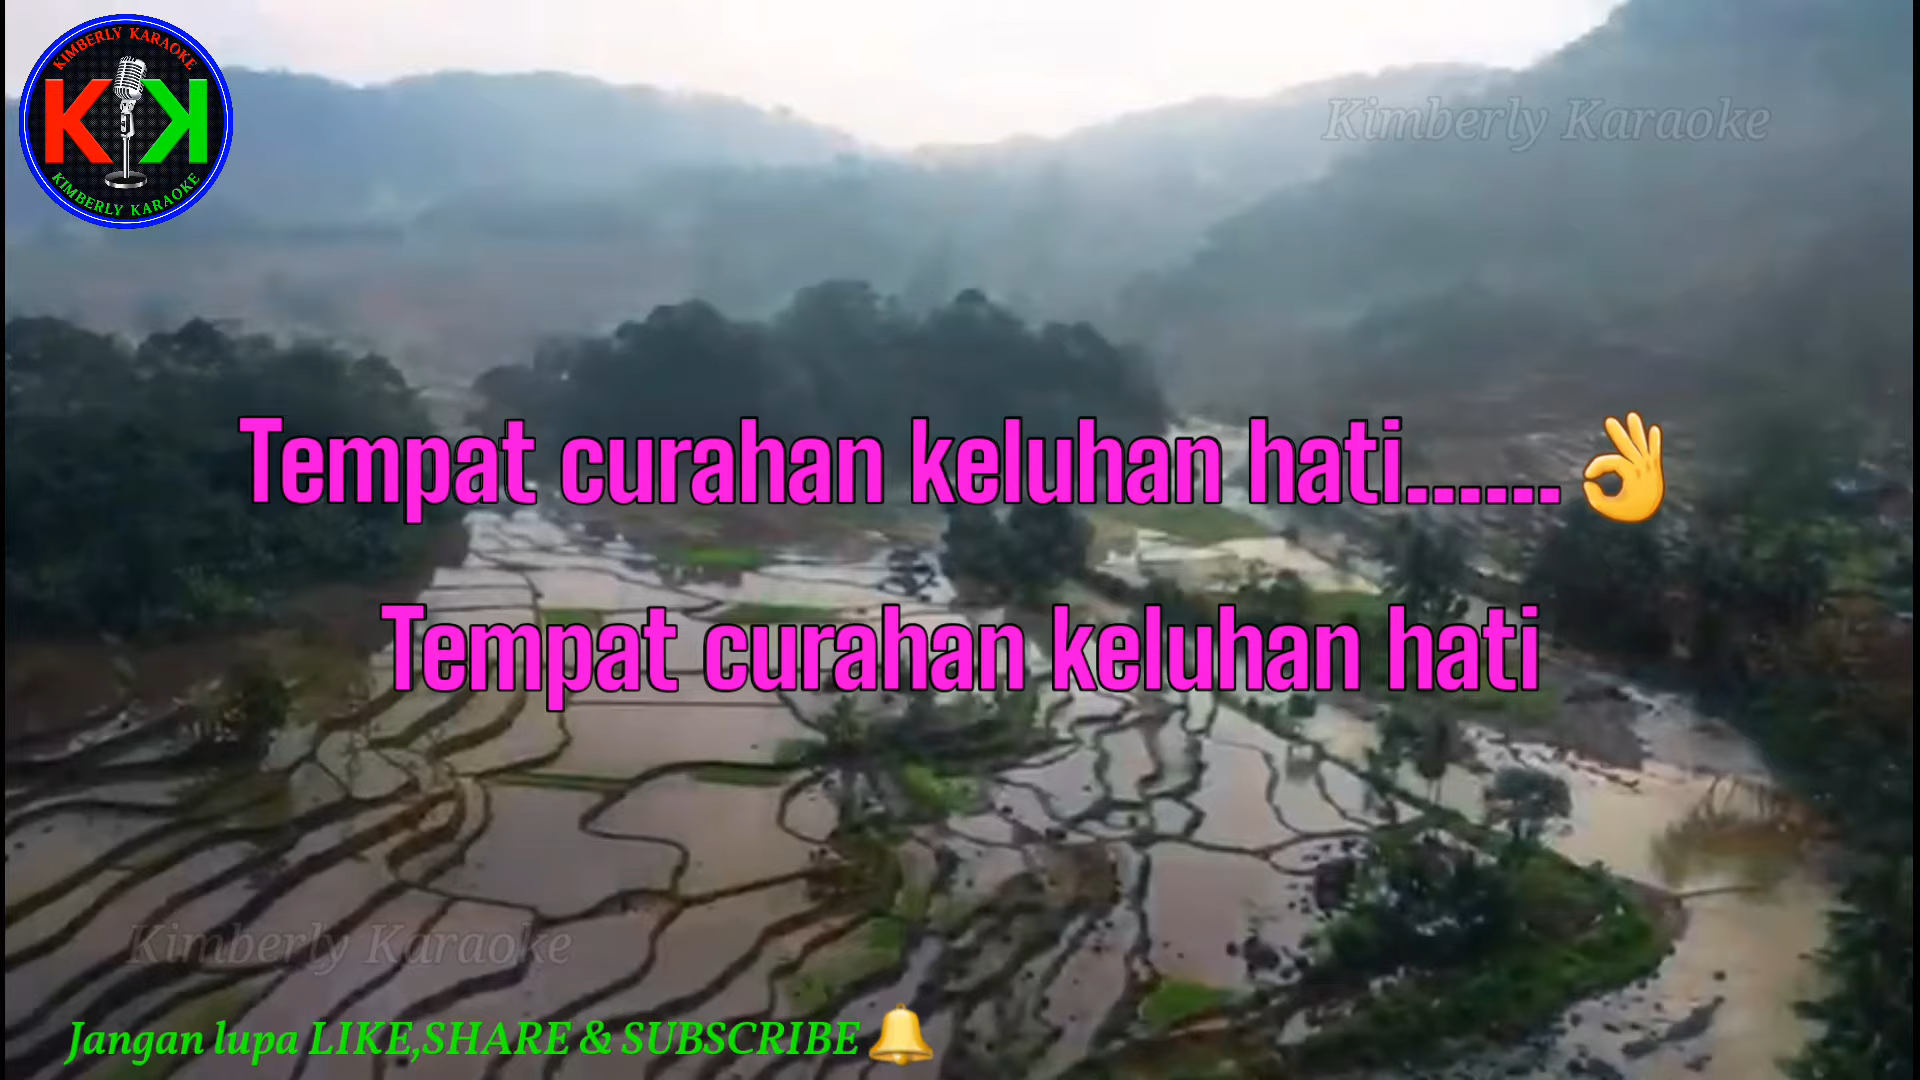 KIMBERLY KARAOKE
KK
KIMBERLY KARAOKE
Kimberly Karaoke
Tempat curahan keluhan hati......👌
Tempat curahan keluhan hati
Kimberly Karaoke
Jangan lupa LIKE,SHARE & SUBSCRIBE🔔